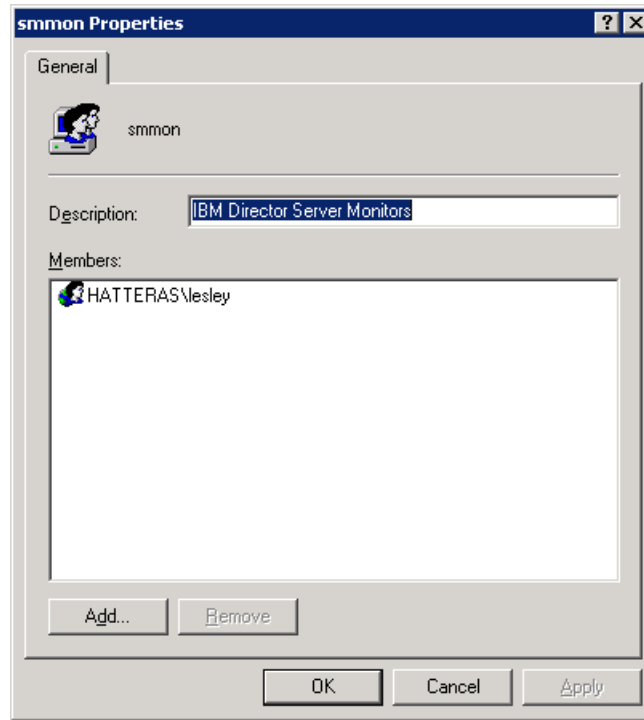 smmon Properties
General
smmon
Description: IBM Director Server Monitors
Members:
HATTERAS\lesley
Add... Remove
OK Cancel Apply